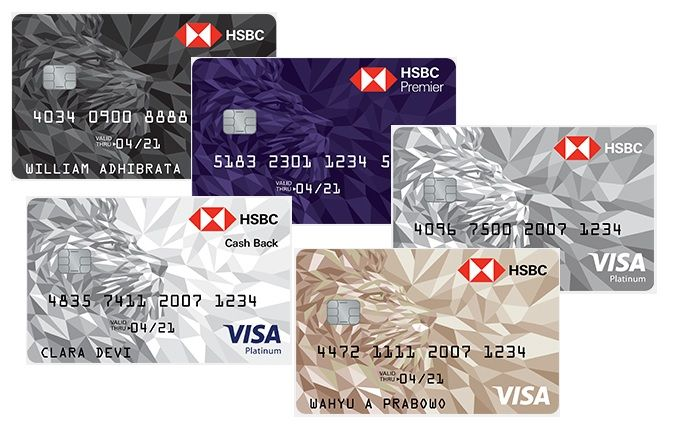 HSBC
4034 0900 8888
VALID
THRU 04/21
WILLIAM ADHIBRATA
HSBC
Premier
5183 2301 1234 5
VALID
THRU 04/21
HSBC
4096 7500 2007 1234
VISA
Platinum
HSBC
Cash Back
4835 7411 2007 1234
VALID
THRU 04/21
VISA
Platinum
CLARA DEVI
HSBC
4472 1111 2007 1234
VALID
THRU 04/21
VISA
WAHYU A PRABOWO